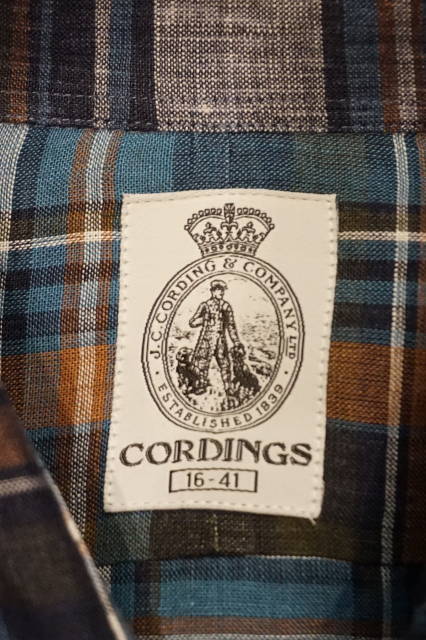 J.C.CORDING & COMPANY LTD
· ESTABLISHED 1839 ·
CORDINGS
16-41